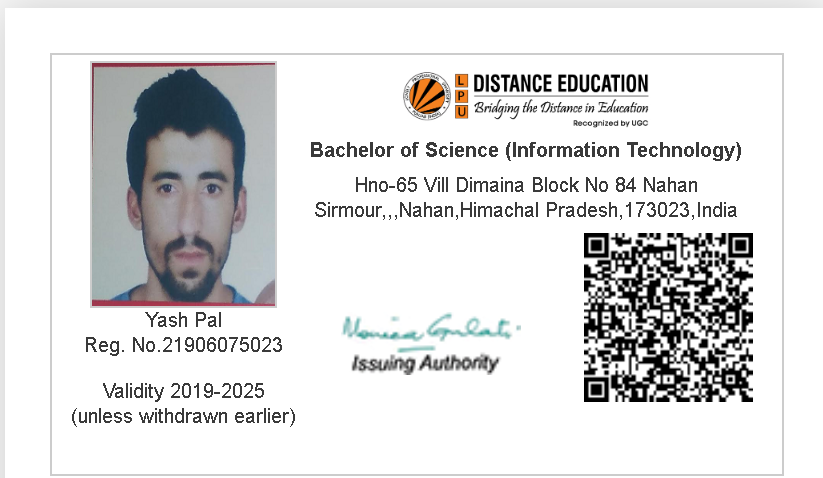 LPU
DISTANCE EDUCATION
Bridging the Distance in Education
Recognized by UGC
Bachelor of Science (Information Technology)
Hno-65 Vill Dimaina Block No 84 Nahan
Sirmour,,,Nahan,Himachal Pradesh,173023,India
Yash Pal
Reg. No.21906075023
Validity 2019-2025
(unless withdrawn earlier)
Monica Gulati
Issuing Authority